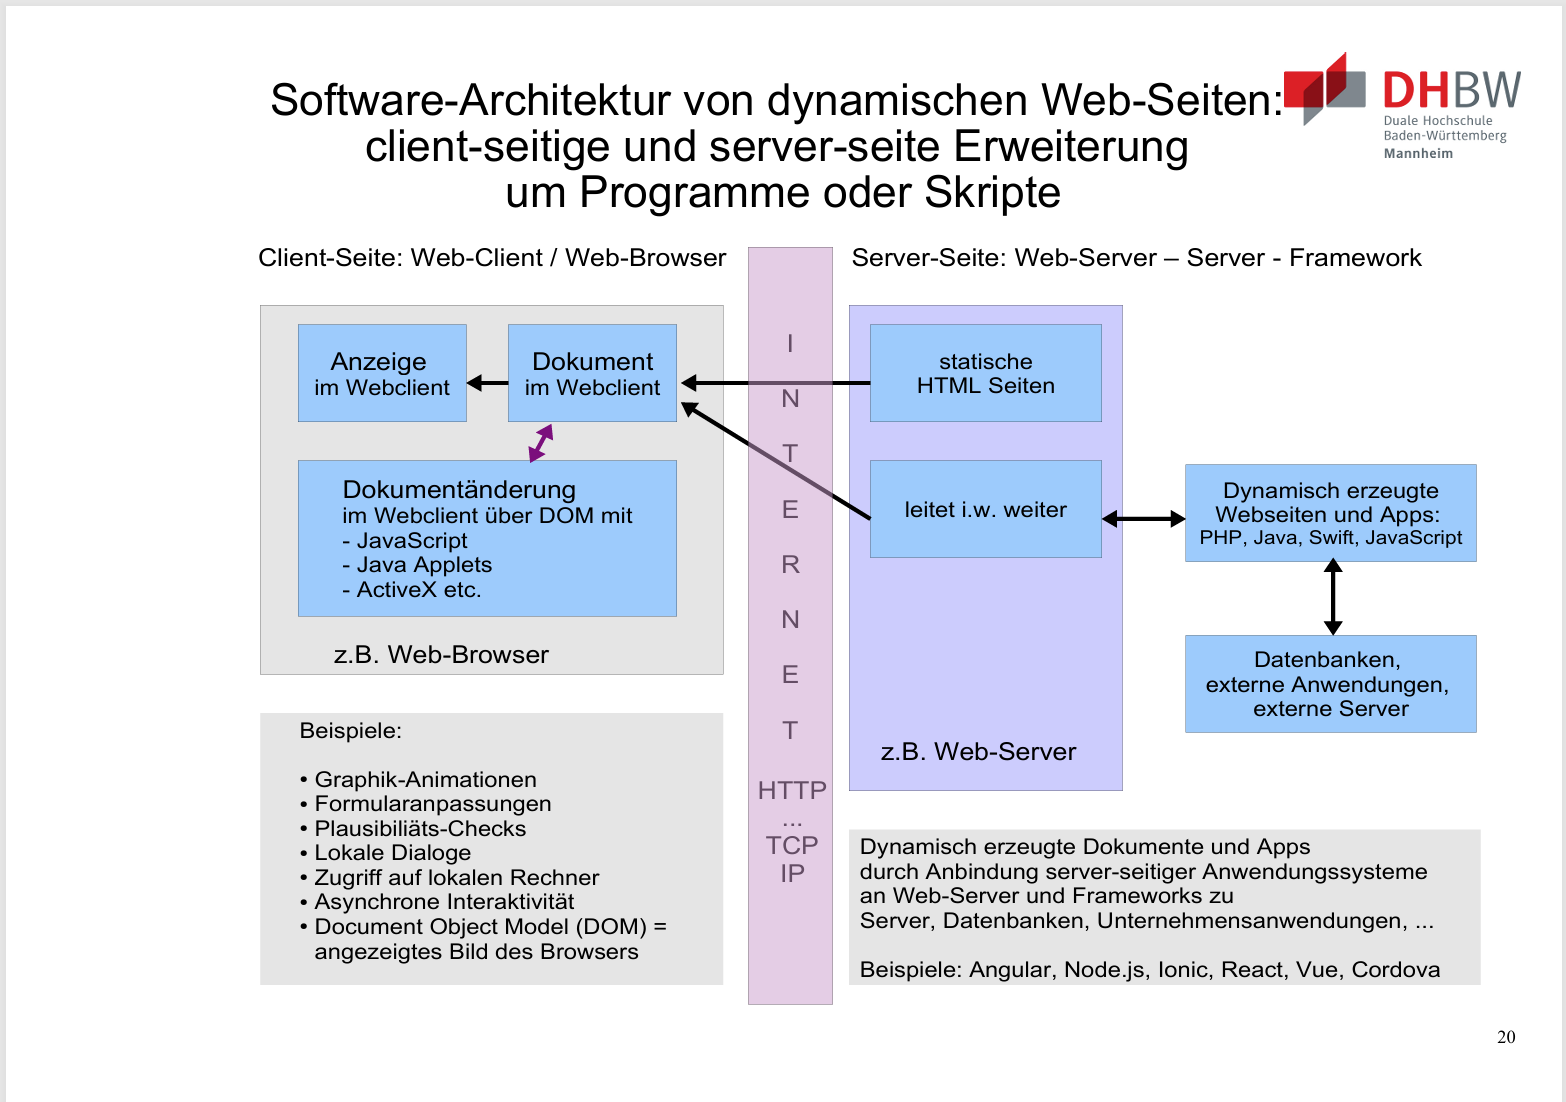 Software-Architektur von dynamischen Web-Seiten:
client-seitige und server-seite Erweiterung
um Programme oder Skripte
DHBW
Duale Hochschule
Baden-Württemberg
Mannheim
Client-Seite: Web-Client / Web-Browser
Anzeige
im Webclient
Dokument
im Webclient
Dokumentänderung
im Webclient über DOM mit
- JavaScript
- Java Applets
- ActiveX etc.
z.B. Web-Browser
Beispiele:
• Graphik-Animationen
• Formularanpassungen
• Plausibiliäts-Checks
• Lokale Dialoge
• Zugriff auf lokalen Rechner
• Asynchrone Interaktivität
• Document Object Model (DOM) =
angezeigtes Bild des Browsers
I
N
T
E
R
N
E
T
HTTP
...
TCP
IP
Server-Seite: Web-Server – Server - Framework
statische
HTML Seiten
leitet i.w. weiter
z.B. Web-Server
Dynamisch erzeugte
Webseiten und Apps:
PHP, Java, Swift, JavaScript
Datenbanken,
externe Anwendungen,
externe Server
Dynamisch erzeugte Dokumente und Apps
durch Anbindung server-seitiger Anwendungssysteme
an Web-Server und Frameworks zu
Server, Datenbanken, Unternehmensanwendungen, ...
Beispiele: Angular, Node.js, Ionic, React, Vue, Cordova
20